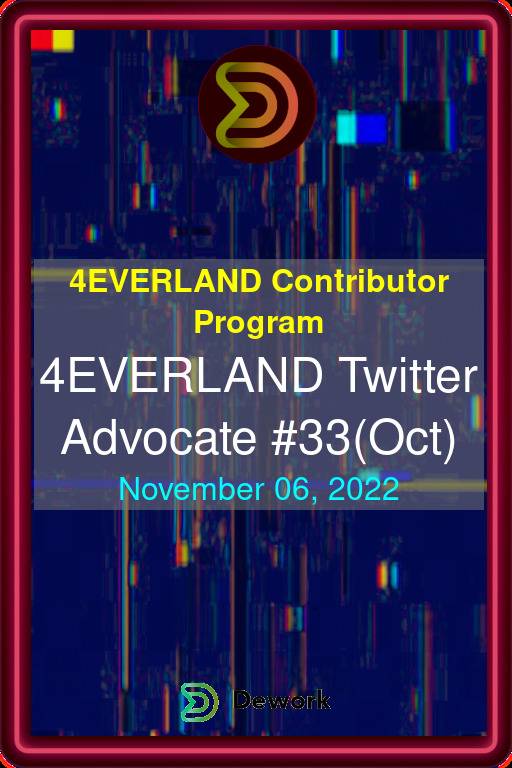 4EVERLAND Contributor
Program
4EVERLAND Twitter
Advocate #33(Oct)
November 06, 2022
Dework